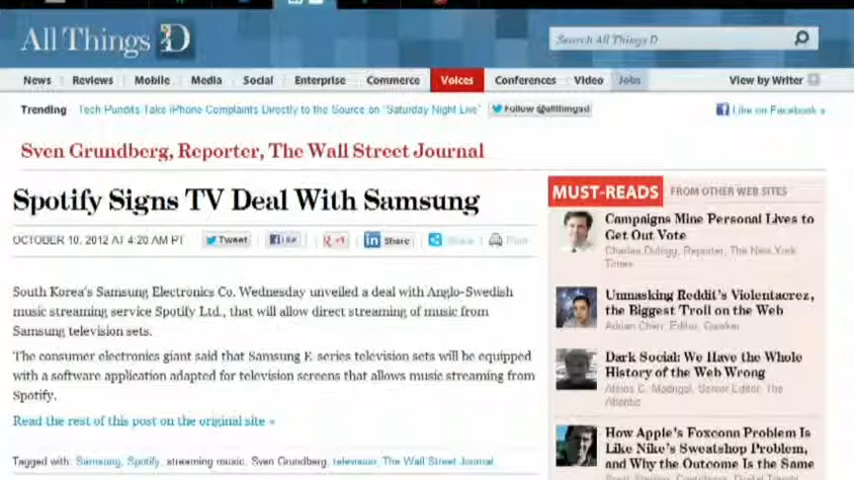 All Things D
Search All Things D
News Reviews Mobile Media Social Enterprise Commerce Voices Conferences Video Jobs View by Writer
Trending Tech Pundits Take iPhone Complaints Directly to the Source on "Saturday Night Live" Follow @allthingsd Like on Facebook »
Sven Grundberg, Reporter, The Wall Street Journal
Spotify Signs TV Deal With Samsung
OCTOBER 10, 2012 AT 4:20 AM PT Tweet Like +1 Share Share Print
South Korea's Samsung Electronics Co. Wednesday unveiled a deal with Anglo-Swedish
music streaming service Spotify Ltd., that will allow direct streaming of music from
Samsung television sets.
The consumer electronics giant said that Samsung E series television sets will be equipped
with a software application adapted for television screens that allows music streaming from
Spotify.
Read the rest of this post on the original site »
Tagged with: Samsung, Spotify, streaming music, Sven Grundberg, television, The Wall Street Journal
MUST-READS FROM OTHER WEB SITES
Campaigns Mine Personal Lives to
Get Out Vote
Charles Duhigg, Reporter, The New York
Times
Unmasking Reddit's Violentacrez,
the Biggest Troll on the Web
Adrian Chen, Editor, Gawker
Dark Social: We Have the Whole
History of the Web Wrong
Alexis C. Madrigal, Senior Editor, The
Atlantic
How Apple's Foxconn Problem Is
Like Nike's Sweatshop Problem,
and Why the Outcome Is the Same